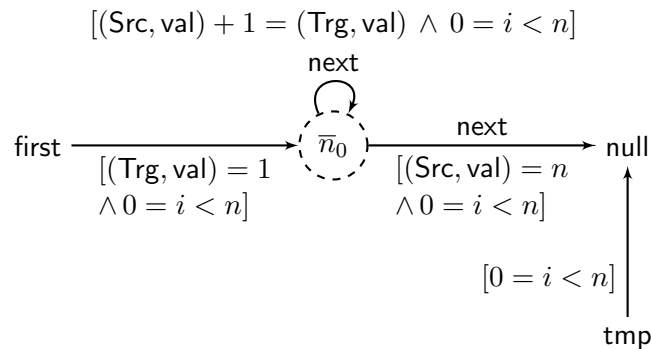 [(Src, val) + 1 = (Trg, val) ∧ 0 = i < n]
next
first
n̅₀
next
null
[(Trg, val) = 1
∧ 0 = i < n]
[(Src, val) = n
∧ 0 = i < n]
[0 = i < n]
tmp